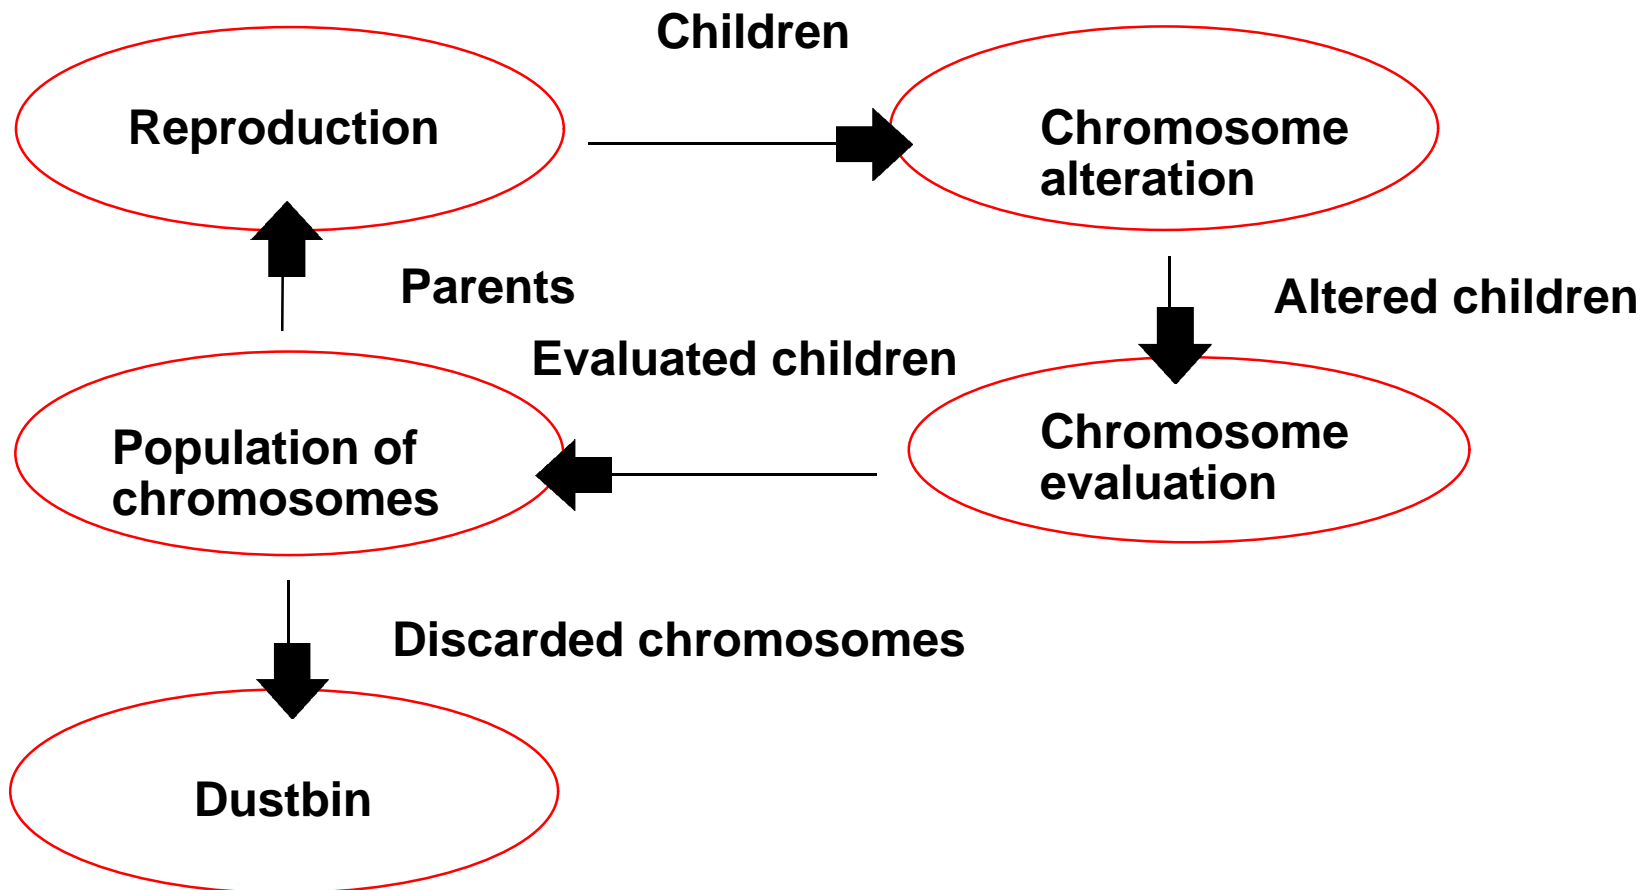 Children
Reproduction
Chromosome
alteration
Parents
Altered children
Evaluated children
Population of
chromosomes
Chromosome
evaluation
Discarded chromosomes
Dustbin